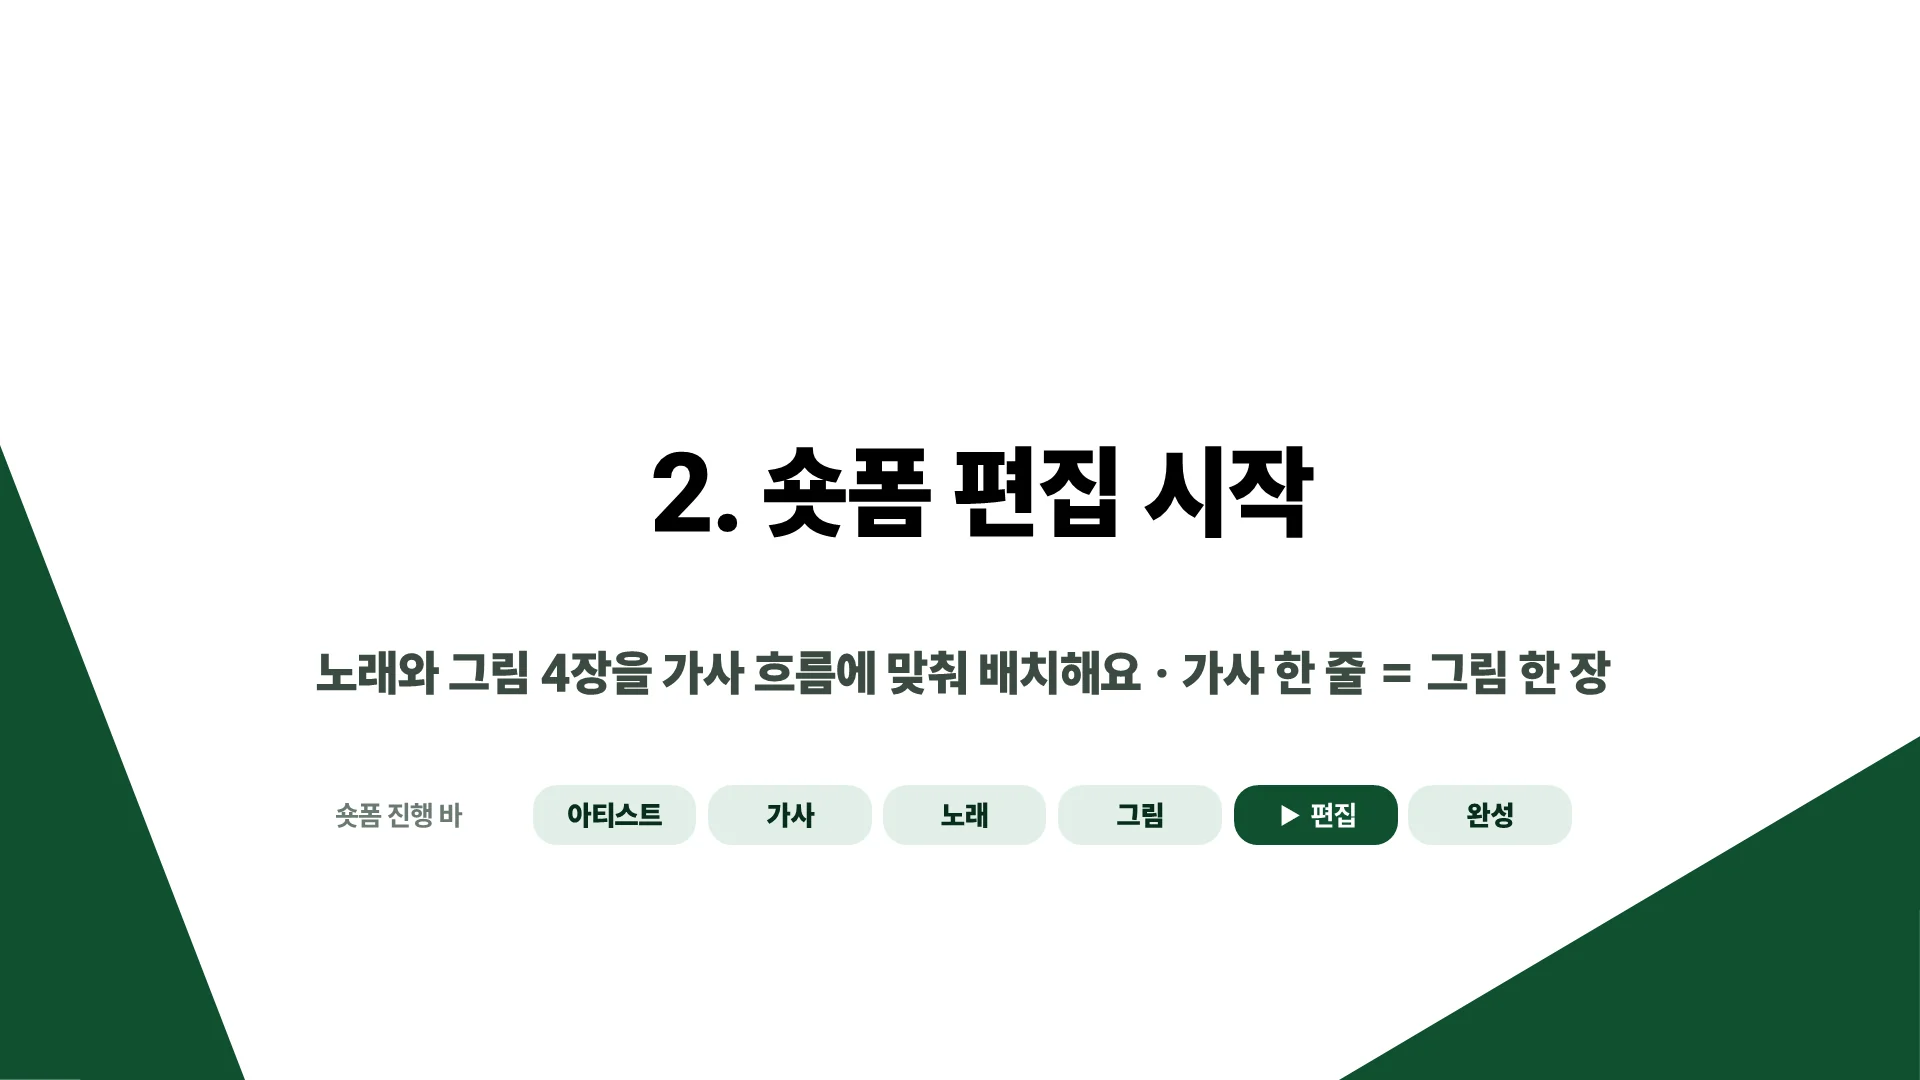 2. 숏폼 편집 시작
노래와 그림 4장을 가사 흐름에 맞춰 배치해요 · 가사 한 줄 = 그림 한 장
숏폼 진행 바 아티스트 가사 노래 그림 ▶ 편집 완성